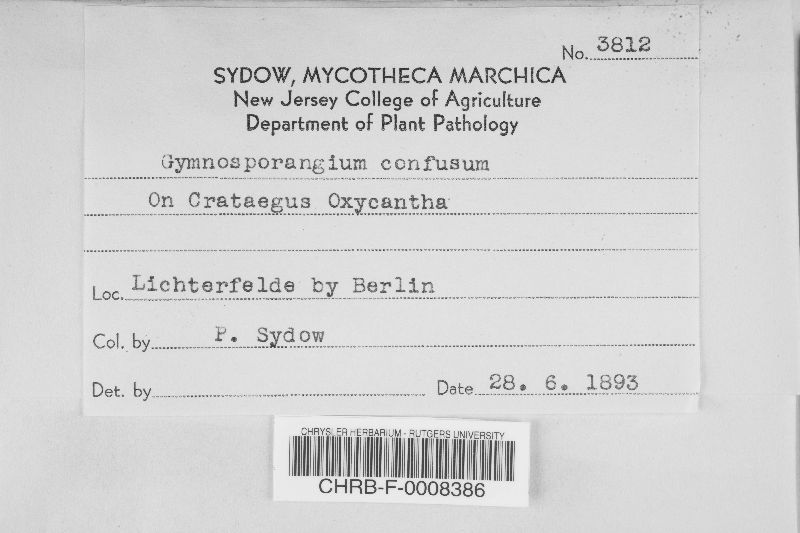 No. 3812
SYDOW, MYCOTHECA MARCHICA
New Jersey College of Agriculture
Department of Plant Pathology
Gymnosporangium confusum
On Crataegus Oxycantha
Loc. Lichterfelde by Berlin
Col. by P. Sydow
Det. by Date 28. 6. 1893
CHRYSLER HERBARIUM - RUTGERS UNIVERSITY
CHRB-F-0008386